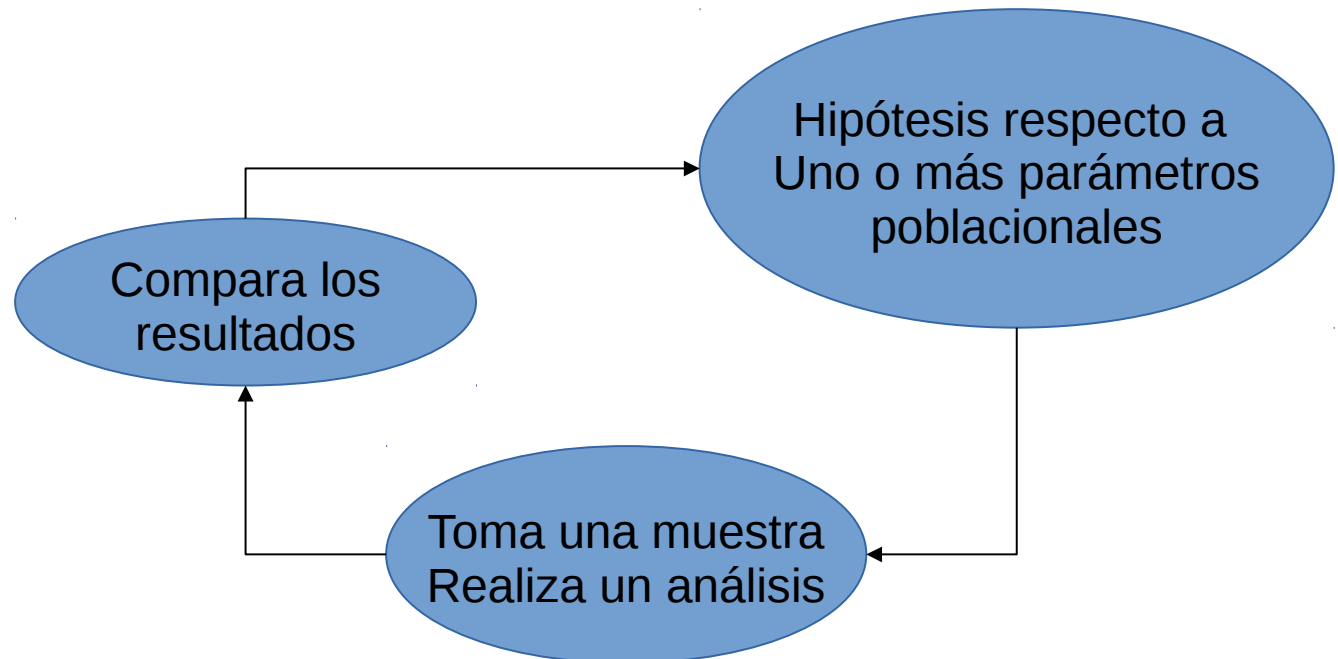 Hipótesis respecto a
Uno o más parámetros
poblacionales
Compara los
resultados
Toma una muestra
Realiza un análisis